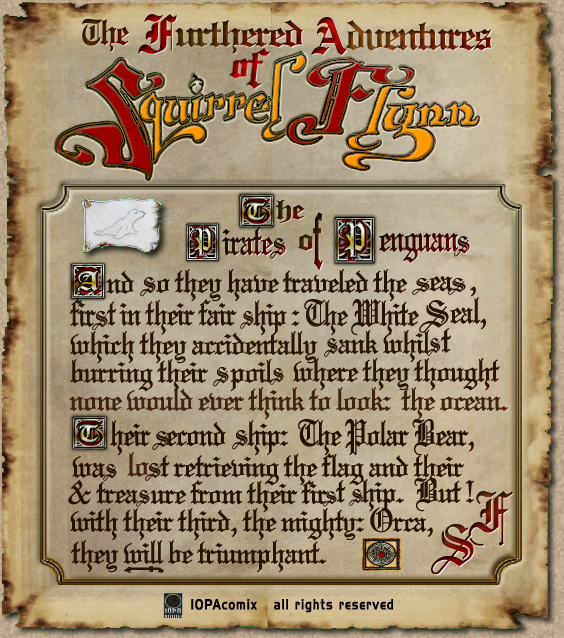 The Furthered Adventures
of
Squirrel Flynn
The
Pirates of Penguans
And so they have traveled the seas,
first in their fair ship: The White Seal,
which they accidentally sank whilst
burring their spoils where they thought
none would ever think to look: the ocean.
Their second ship: The Polar Bear,
was lost retrieving the flag and their
& treasure from their first ship. But!
with their third, the mighty: Orca,
they will be triumphant.
SF
IOPAcomix all rights reserved